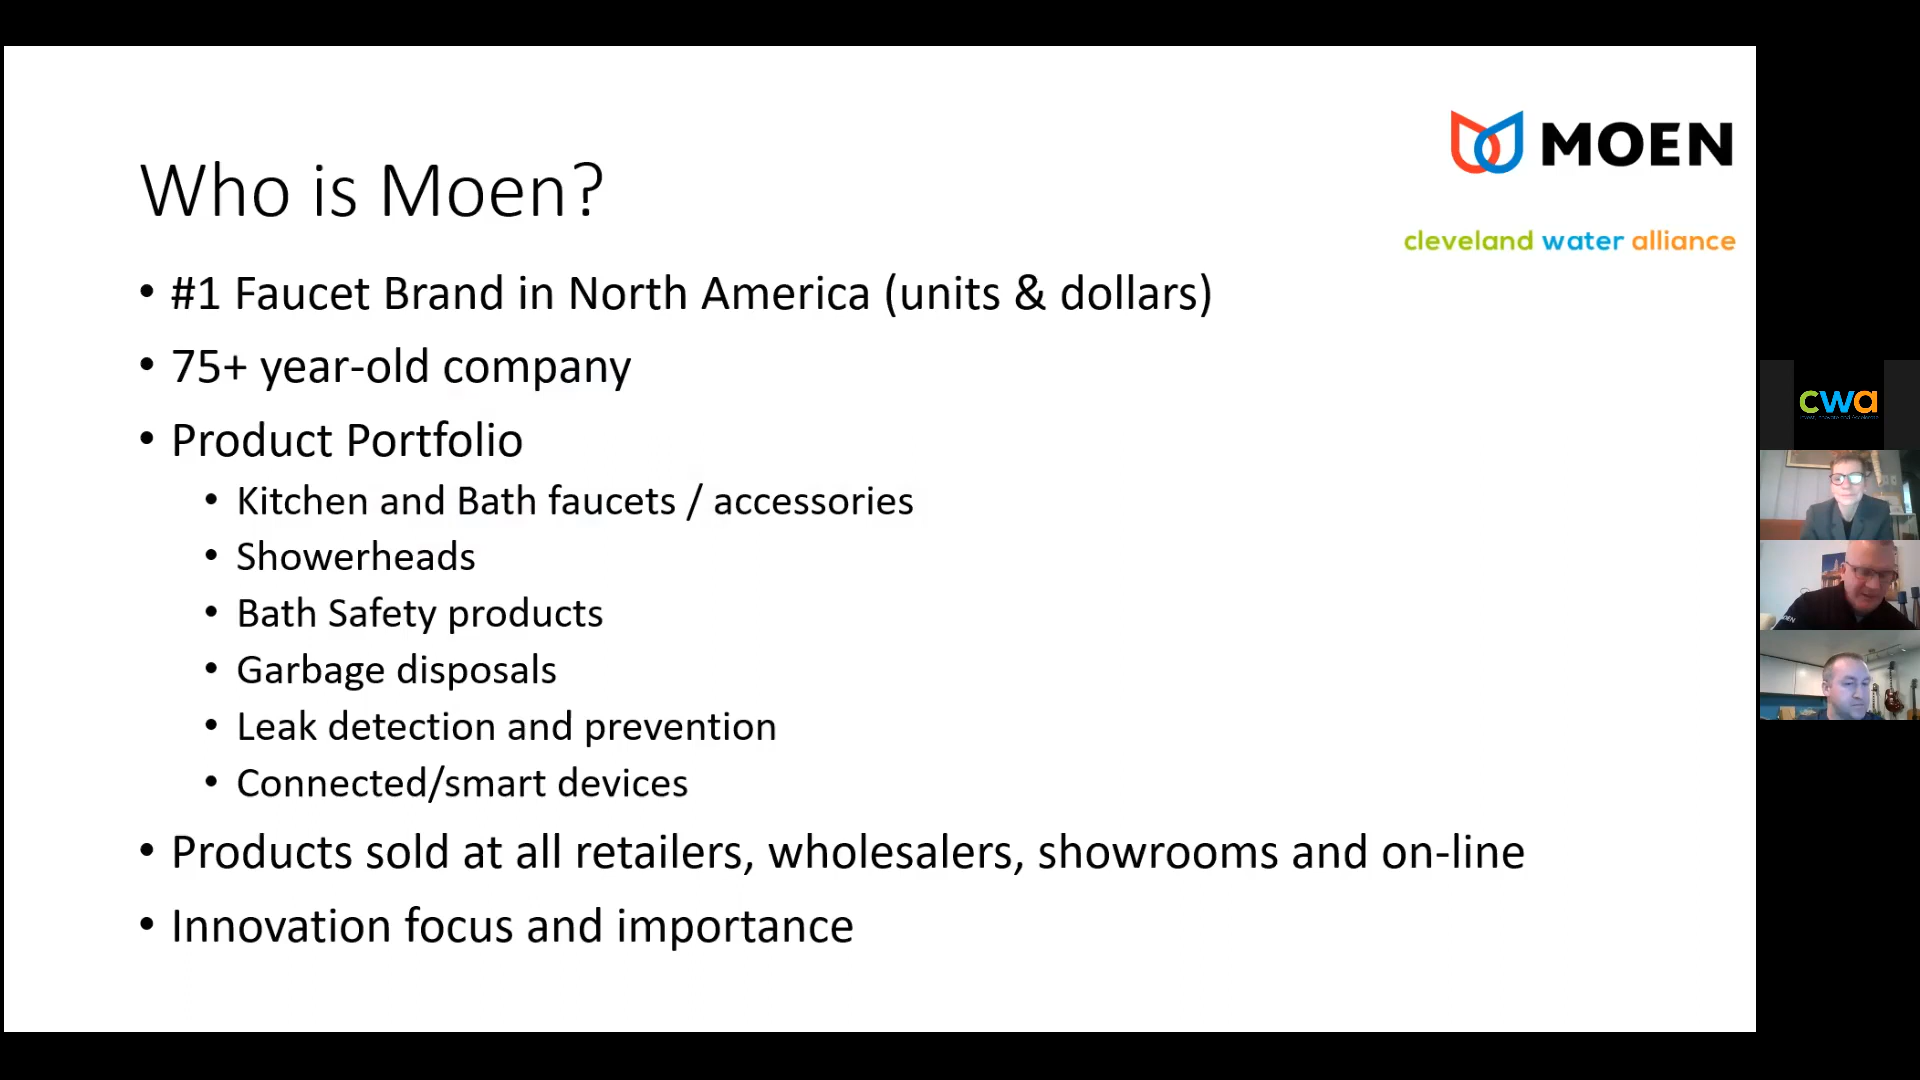 MOEN
Who is Moen?
cleveland water alliance
• #1 Faucet Brand in North America (units & dollars)
• 75+ year-old company
• Product Portfolio
• Kitchen and Bath faucets / accessories
• Showerheads
• Bath Safety products
• Garbage disposals
• Leak detection and prevention
• Connected/smart devices
• Products sold at all retailers, wholesalers, showrooms and on-line
• Innovation focus and importance
cwa